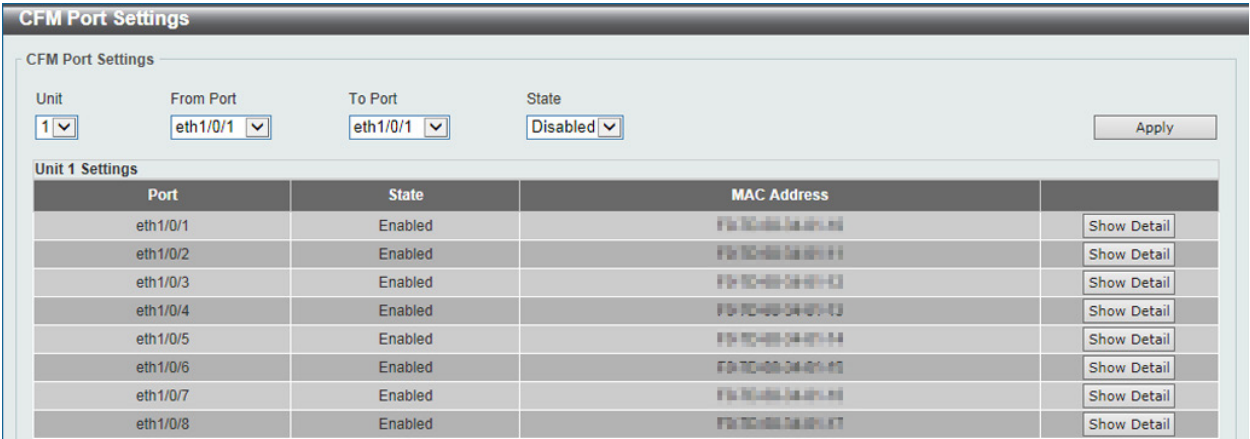 CFM Port Settings
CFM Port Settings
Unit From Port To Port State
1 eth1/0/1 eth1/0/1 Disabled Apply
Unit 1 Settings
Port State MAC Address
eth1/0/1 Enabled Show Detail
eth1/0/2 Enabled Show Detail
eth1/0/3 Enabled Show Detail
eth1/0/4 Enabled Show Detail
eth1/0/5 Enabled Show Detail
eth1/0/6 Enabled Show Detail
eth1/0/7 Enabled Show Detail
eth1/0/8 Enabled Show Detail